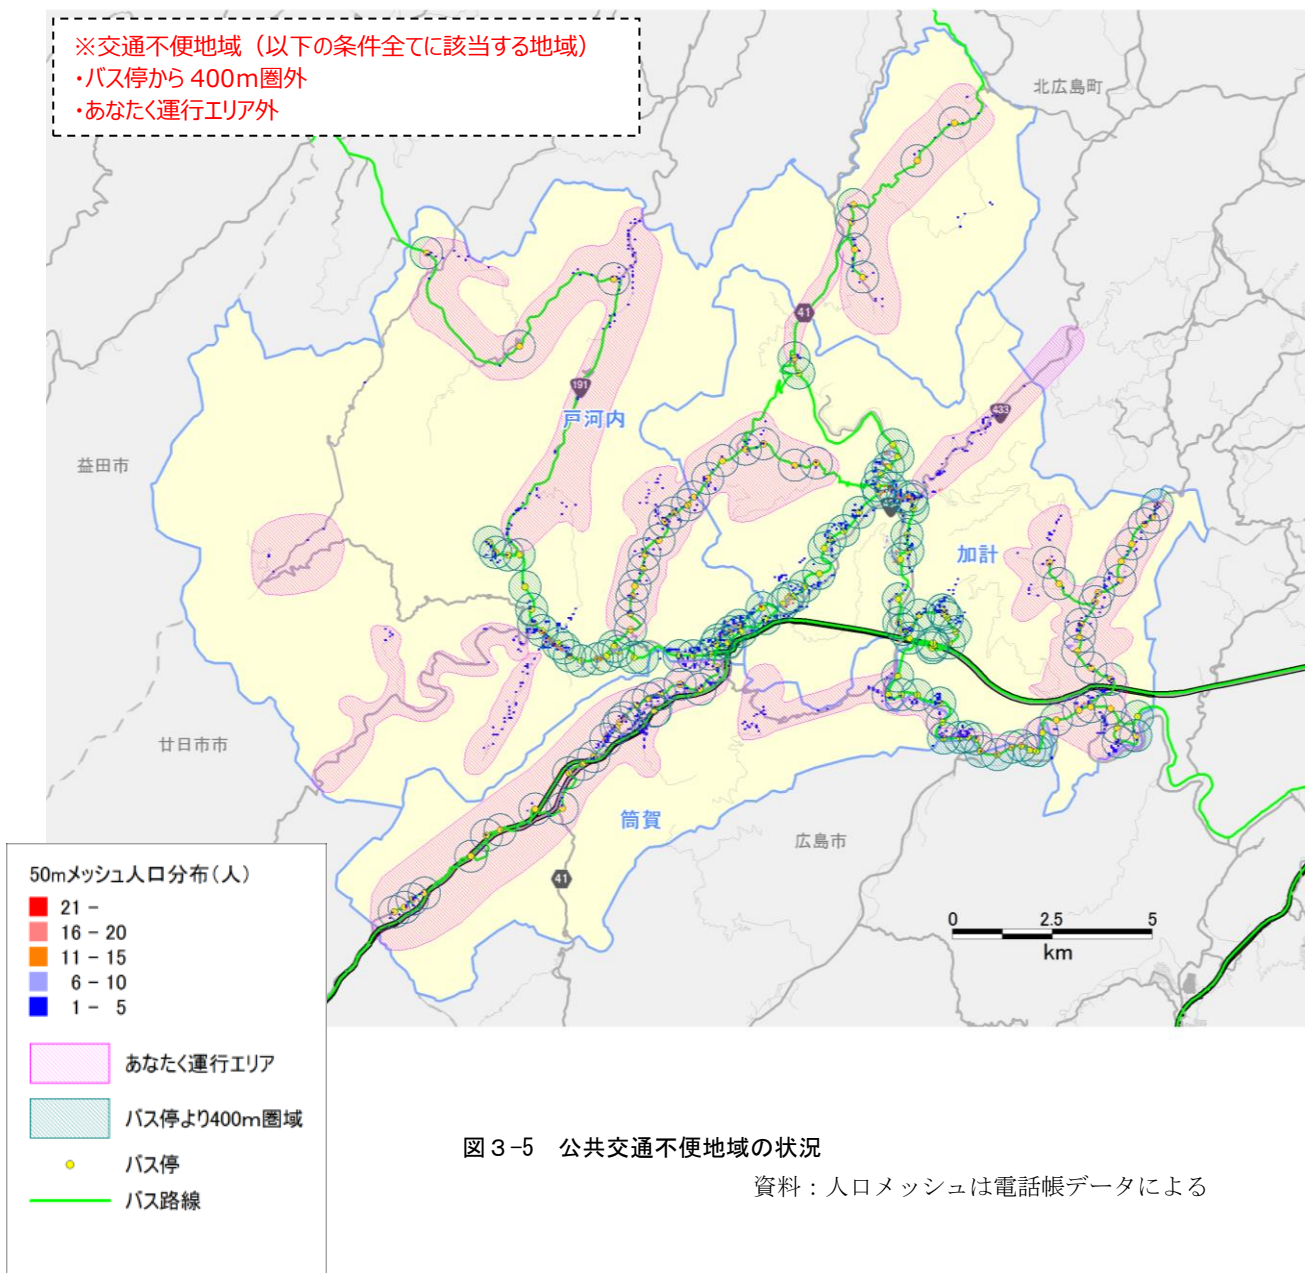 ※交通不便地域（以下の条件全てに該当する地域）
・バス停から 400m圏外
・あなたく運行エリア外
北広島町
41
191
戸河内
433
益田市
加計
廿日市市
筒賀
広島市
41
0 2.5 5
km
50mメッシュ人口分布（人）
21 -
16 - 20
11 - 15
6 - 10
1 - 5
あなたく運行エリア
バス停より400m圏域
バス停
バス路線
図３-5 公共交通不便地域の状況
資料：人口メッシュは電話帳データによる